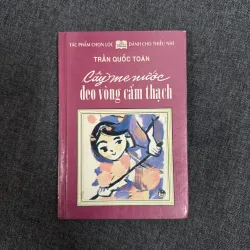 TÁC PHẨM CHỌN LỌC DÀNH CHO THIẾU NHI
TRẦN QUỐC TOÀN
Cây me nước
đeo vòng cẩm thạch